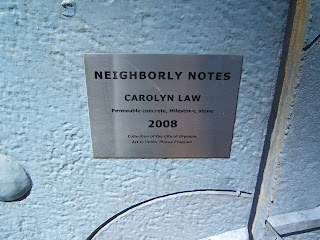 NEIGHBORLY NOTES
CAROLYN LAW
Permeable concrete, Milestone, stone
2008
Collection of the City of Olympia
Art in Public Places Program